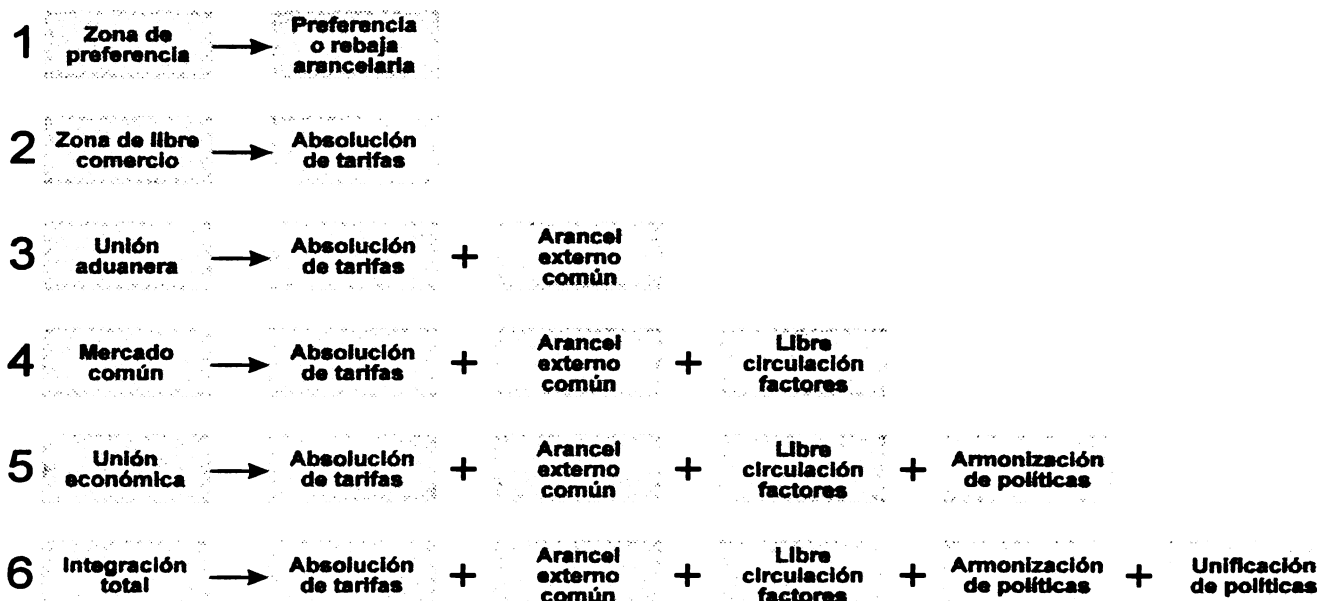 1 Zona de preferencia → Preferencia o rebaja arancelaria
2 Zona de libre comercio → Absolución de tarifas
3 Unión aduanera → Absolución de tarifas + Arancel externo común
4 Mercado común → Absolución de tarifas + Arancel externo común + Libre circulación factores
5 Unión económica → Absolución de tarifas + Arancel externo común + Libre circulación factores + Armonización de políticas
6 Integración total → Absolución de tarifas + Arancel externo común + Libre circulación factores + Armonización de políticas + Unificación de políticas